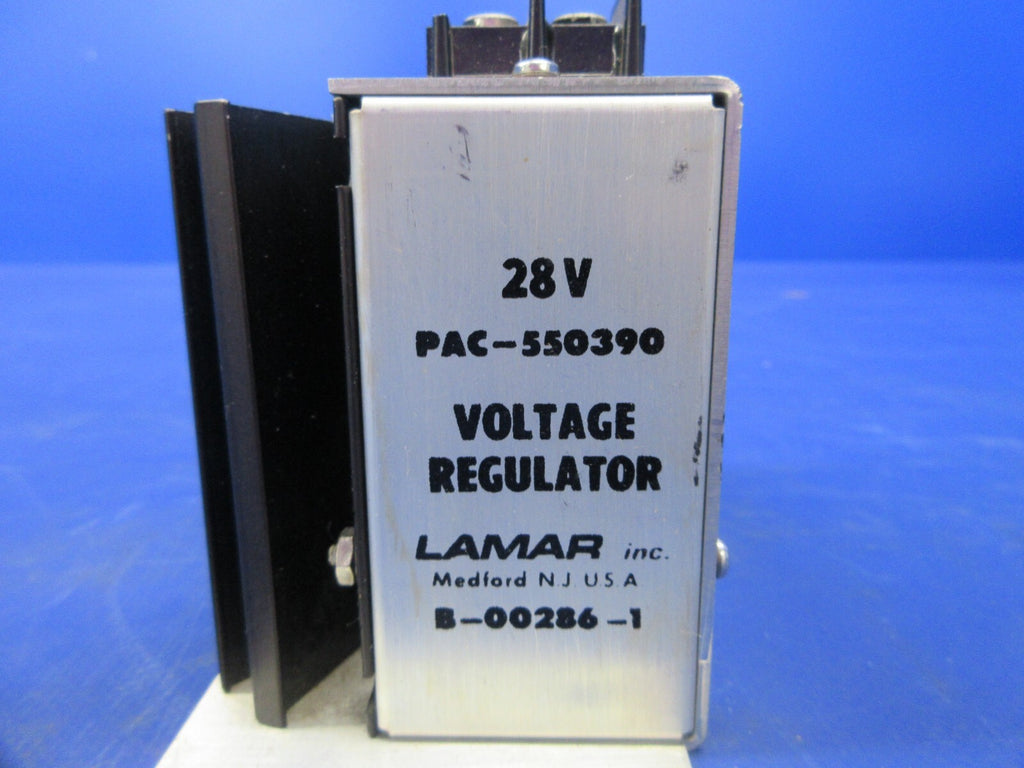 28 V
PAC-550390
VOLTAGE
REGULATOR
LAMAR inc.
Medford N.J. U S A
B-00286-1